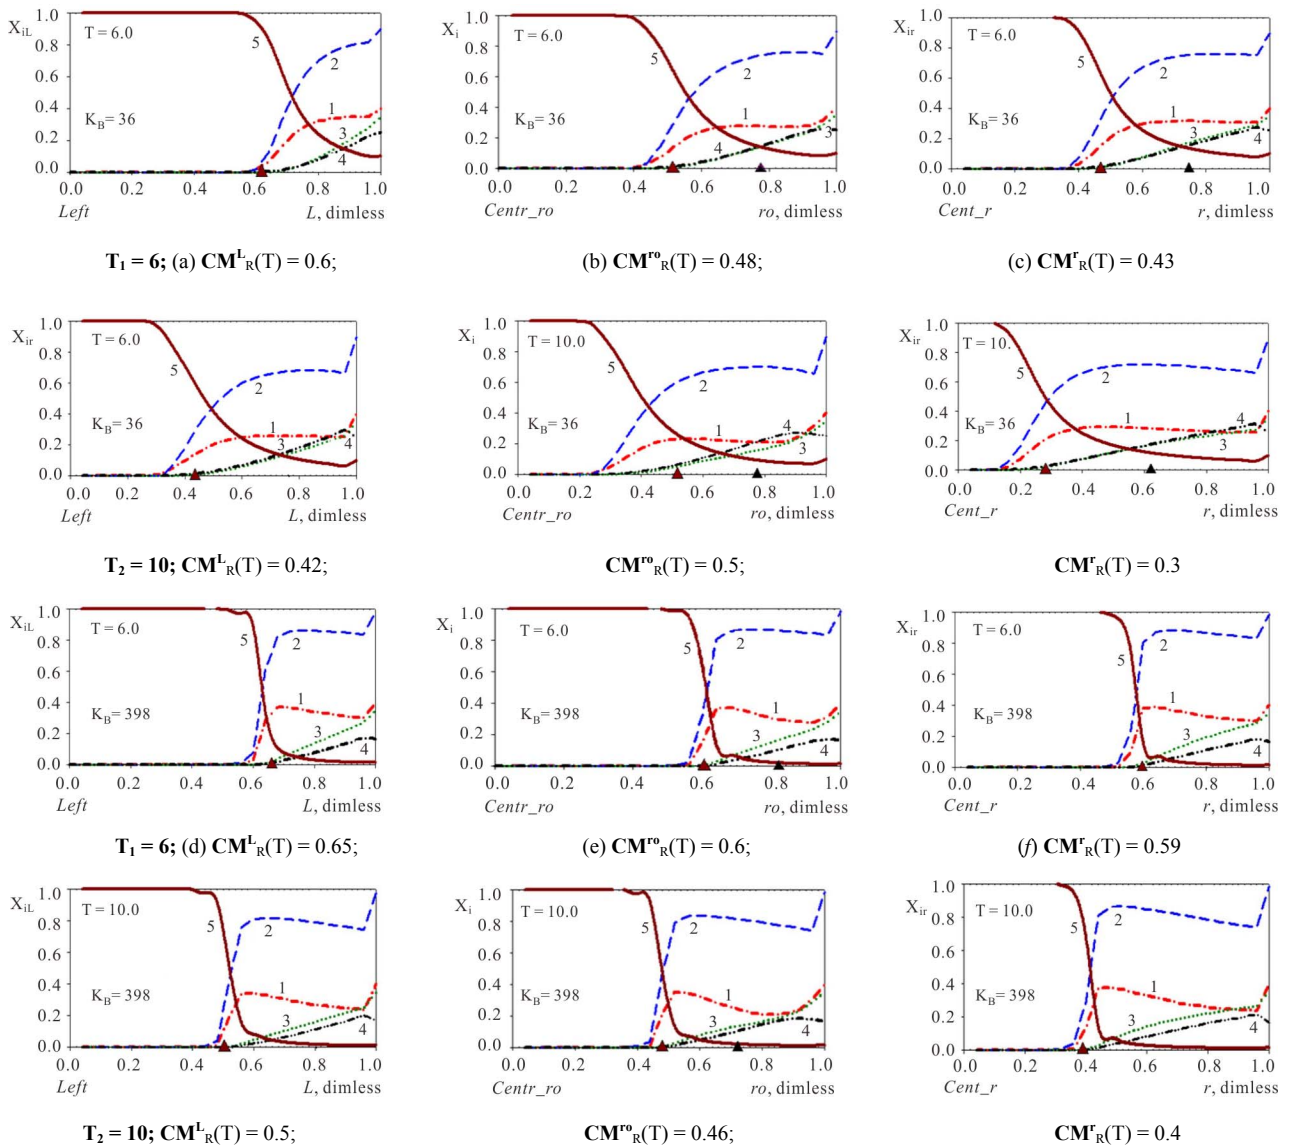 X_iL
1.0
0.8
0.6
0.4
0.2
0.0
T = 6.0
K_B = 36
5
2
1
3
4
0.0 0.2 0.4 0.6 0.8 1.0
Left
L, dimless
X_i
1.0
0.8
0.6
0.4
0.2
0.0
T = 6.0
K_B = 36
5
2
1
4
3
0.0 0.2 0.4 0.6 0.8 1.0
Centr_ro
ro, dimless
X_ir
1.0
0.8
0.6
0.4
0.2
0.0
T = 6.0
K_B = 36
5
2
1
3
4
0.0 0.2 0.4 0.6 0.8 1.0
Cent_r
r, dimless
T₁ = 6; (a) CM^L_R(T) = 0.6;
(b) CM^ro_R(T) = 0.48;
(c) CM^r_R(T) = 0.43
X_ir
1.0
0.8
0.6
0.4
0.2
0.0
T = 6.0
K_B = 36
5
2
1
3
4
0.0 0.2 0.4 0.6 0.8 1.0
Left
L, dimless
X_i
1.0
0.8
0.6
0.4
0.2
0.0
T = 10.0
K_B = 36
5
2
1
4
3
0.0 0.2 0.4 0.6 0.8 1.0
Centr_ro
ro, dimless
X_ir
1.0
0.8
0.6
0.4
0.2
0.0
T = 10.
K_B = 36
5
2
1
4
3
0.0 0.2 0.4 0.6 0.8 1.0
Cent_r
r, dimless
T₂ = 10; CM^L_R(T) = 0.42;
CM^ro_R(T) = 0.5;
CM^r_R(T) = 0.3
X_iL
1.0
0.8
0.6
0.4
0.2
0.0
T = 6.0
K_B = 398
5
2
1
3
4
0.0 0.2 0.4 0.6 0.8 1.0
Left
L, dimless
X_i
1.0
0.8
0.6
0.4
0.2
0.0
T = 6.0
K_B = 398
5
2
1
3
4
0.0 0.2 0.4 0.6 0.8 1.0
Centr_ro
ro, dimless
X_ir
1.0
0.8
0.6
0.4
0.2
0.0
T = 6.0
K_B = 398
5
2
1
3
4
0.0 0.2 0.4 0.6 0.8 1.0
Cent_r
r, dimless
T₁ = 6; (d) CM^L_R(T) = 0.65;
(e) CM^ro_R(T) = 0.6;
(f) CM^r_R(T) = 0.59
X_iL
1.0
0.8
0.6
0.4
0.2
0.0
T = 10.0
K_B = 398
5
2
1
3
4
0.0 0.2 0.4 0.6 0.8 1.0
Left
L, dimless
X_i
1.0
0.8
0.6
0.4
0.2
0.0
T = 10.0
K_B = 398
5
2
1
3
4
0.0 0.2 0.4 0.6 0.8 1.0
Centr_ro
ro, dimless
X_ir
1.0
0.8
0.6
0.4
0.2
0.0
T = 10.0
K_B = 398
5
2
1
3
4
0.0 0.2 0.4 0.6 0.8 1.0
Cent_r
r, dimless
T₂ = 10; CM^L_R(T) = 0.5;
CM^ro_R(T) = 0.46;
CM^r_R(T) = 0.4